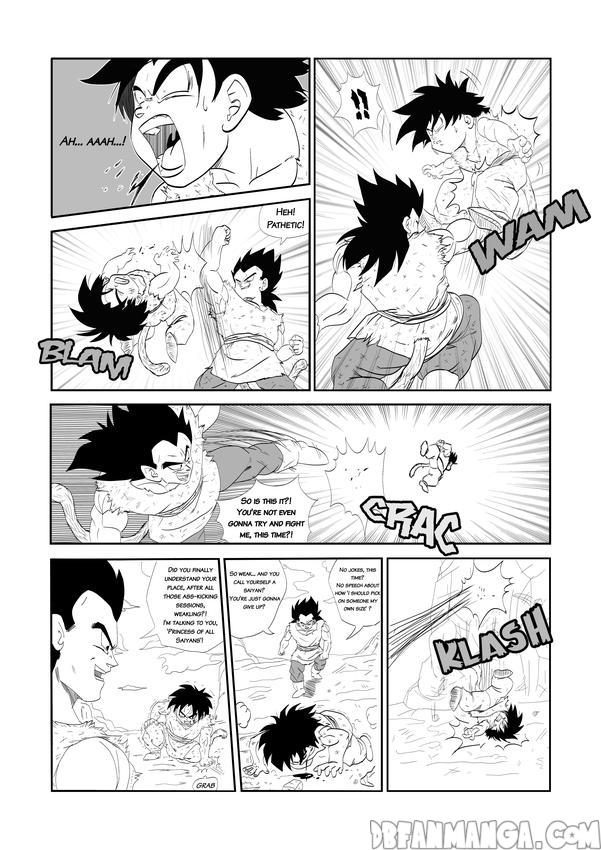 !!
WAM
AH... AAAH...!
HEH!
PATHETIC!
BLAM
CRAC
SO IS THIS IT?!
YOU'RE NOT EVEN
GONNA TRY AND FIGHT
ME, THIS TIME?!
KLASH
NO JOKES, THIS
TIME?
NO SPEECH ABOUT
HOW 'I SHOULD PICK
ON SOMEONE MY
OWN SIZE' ?
SO WEAK... AND YOU
CALL YOURSELF A
SAIYAN?
YOU'RE JUST GONNA
GIVE UP?
DID YOU FINALLY
UNDERSTAND YOUR
PLACE, AFTER ALL
THOSE ASS-KICKING
SESSIONS,
WEAKLING?!
I'M TALKING TO YOU,
'PRINCESS OF ALL
SAIYANS'!
GRAB
DBFANMANGA.COM